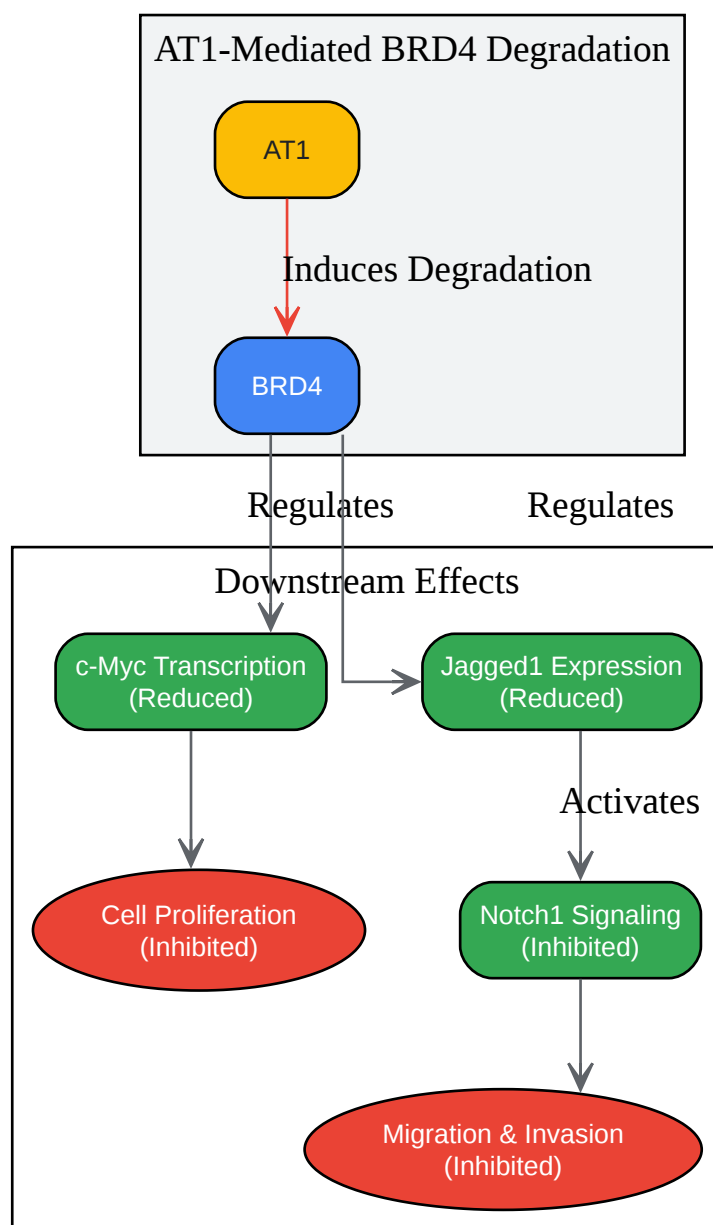 AT1-Mediated BRD4 Degradation
AT1
Induces Degradation
BRD4
Regulates
Regulates
Downstream Effects
c-Myc Transcription
(Reduced)
Jagged1 Expression
(Reduced)
Activates
Cell Proliferation
(Inhibited)
Notch1 Signaling
(Inhibited)
Migration & Invasion
(Inhibited)